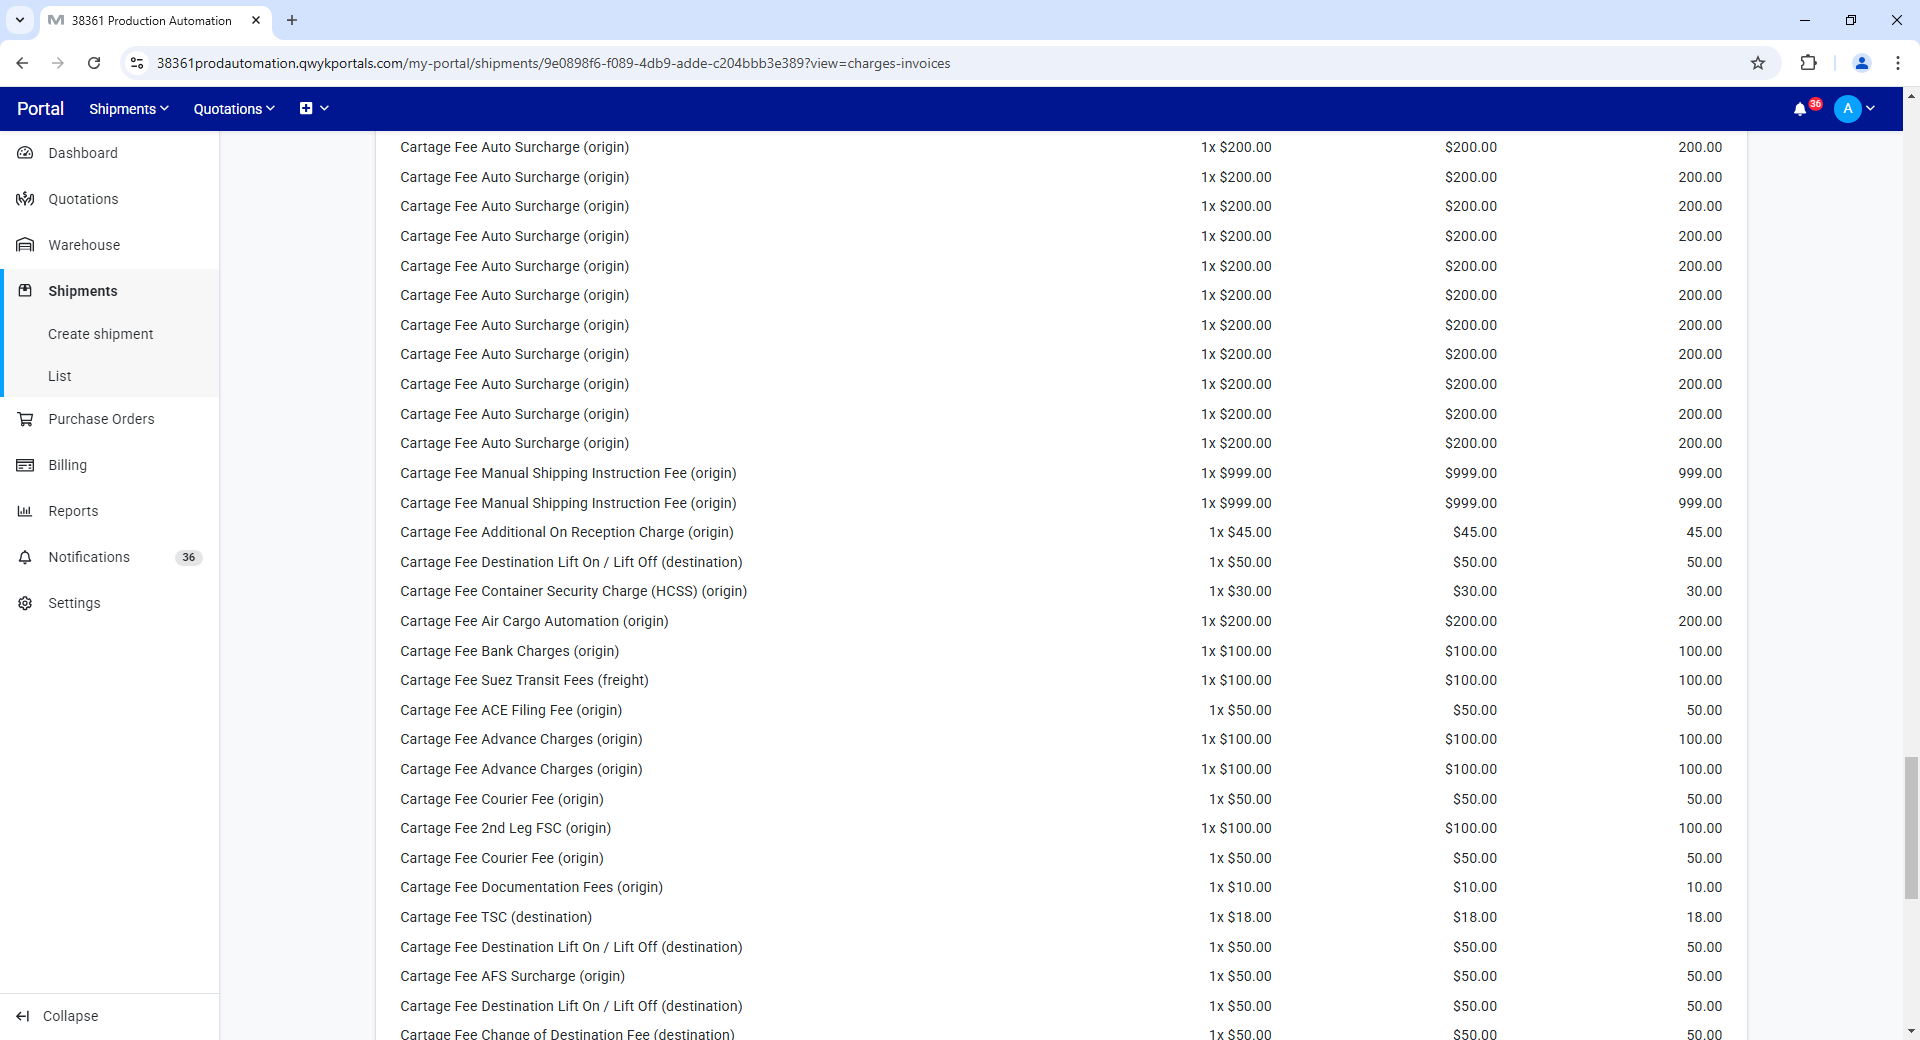 38361 Production Automation
38361prodautomation.qwykportals.com/my-portal/shipments/9e0898f6-f089-4db9-adde-c204bbb3e389?view=charges-invoices
Portal Shipments Quotations 36 A
Dashboard
Quotations
Warehouse
Shipments
Create shipment
List
Purchase Orders
Billing
Reports
Notifications 36
Settings
Collapse
Cartage Fee Auto Surcharge (origin) 1x $200.00 $200.00 200.00
Cartage Fee Auto Surcharge (origin) 1x $200.00 $200.00 200.00
Cartage Fee Auto Surcharge (origin) 1x $200.00 $200.00 200.00
Cartage Fee Auto Surcharge (origin) 1x $200.00 $200.00 200.00
Cartage Fee Auto Surcharge (origin) 1x $200.00 $200.00 200.00
Cartage Fee Auto Surcharge (origin) 1x $200.00 $200.00 200.00
Cartage Fee Auto Surcharge (origin) 1x $200.00 $200.00 200.00
Cartage Fee Auto Surcharge (origin) 1x $200.00 $200.00 200.00
Cartage Fee Auto Surcharge (origin) 1x $200.00 $200.00 200.00
Cartage Fee Auto Surcharge (origin) 1x $200.00 $200.00 200.00
Cartage Fee Auto Surcharge (origin) 1x $200.00 $200.00 200.00
Cartage Fee Manual Shipping Instruction Fee (origin) 1x $999.00 $999.00 999.00
Cartage Fee Manual Shipping Instruction Fee (origin) 1x $999.00 $999.00 999.00
Cartage Fee Additional On Reception Charge (origin) 1x $45.00 $45.00 45.00
Cartage Fee Destination Lift On / Lift Off (destination) 1x $50.00 $50.00 50.00
Cartage Fee Container Security Charge (HCSS) (origin) 1x $30.00 $30.00 30.00
Cartage Fee Air Cargo Automation (origin) 1x $200.00 $200.00 200.00
Cartage Fee Bank Charges (origin) 1x $100.00 $100.00 100.00
Cartage Fee Suez Transit Fees (freight) 1x $100.00 $100.00 100.00
Cartage Fee ACE Filing Fee (origin) 1x $50.00 $50.00 50.00
Cartage Fee Advance Charges (origin) 1x $100.00 $100.00 100.00
Cartage Fee Advance Charges (origin) 1x $100.00 $100.00 100.00
Cartage Fee Courier Fee (origin) 1x $50.00 $50.00 50.00
Cartage Fee 2nd Leg FSC (origin) 1x $100.00 $100.00 100.00
Cartage Fee Courier Fee (origin) 1x $50.00 $50.00 50.00
Cartage Fee Documentation Fees (origin) 1x $10.00 $10.00 10.00
Cartage Fee TSC (destination) 1x $18.00 $18.00 18.00
Cartage Fee Destination Lift On / Lift Off (destination) 1x $50.00 $50.00 50.00
Cartage Fee AFS Surcharge (origin) 1x $50.00 $50.00 50.00
Cartage Fee Destination Lift On / Lift Off (destination) 1x $50.00 $50.00 50.00
Cartage Fee Change of Destination Fee (destination) 1x $50.00 $50.00 50.00